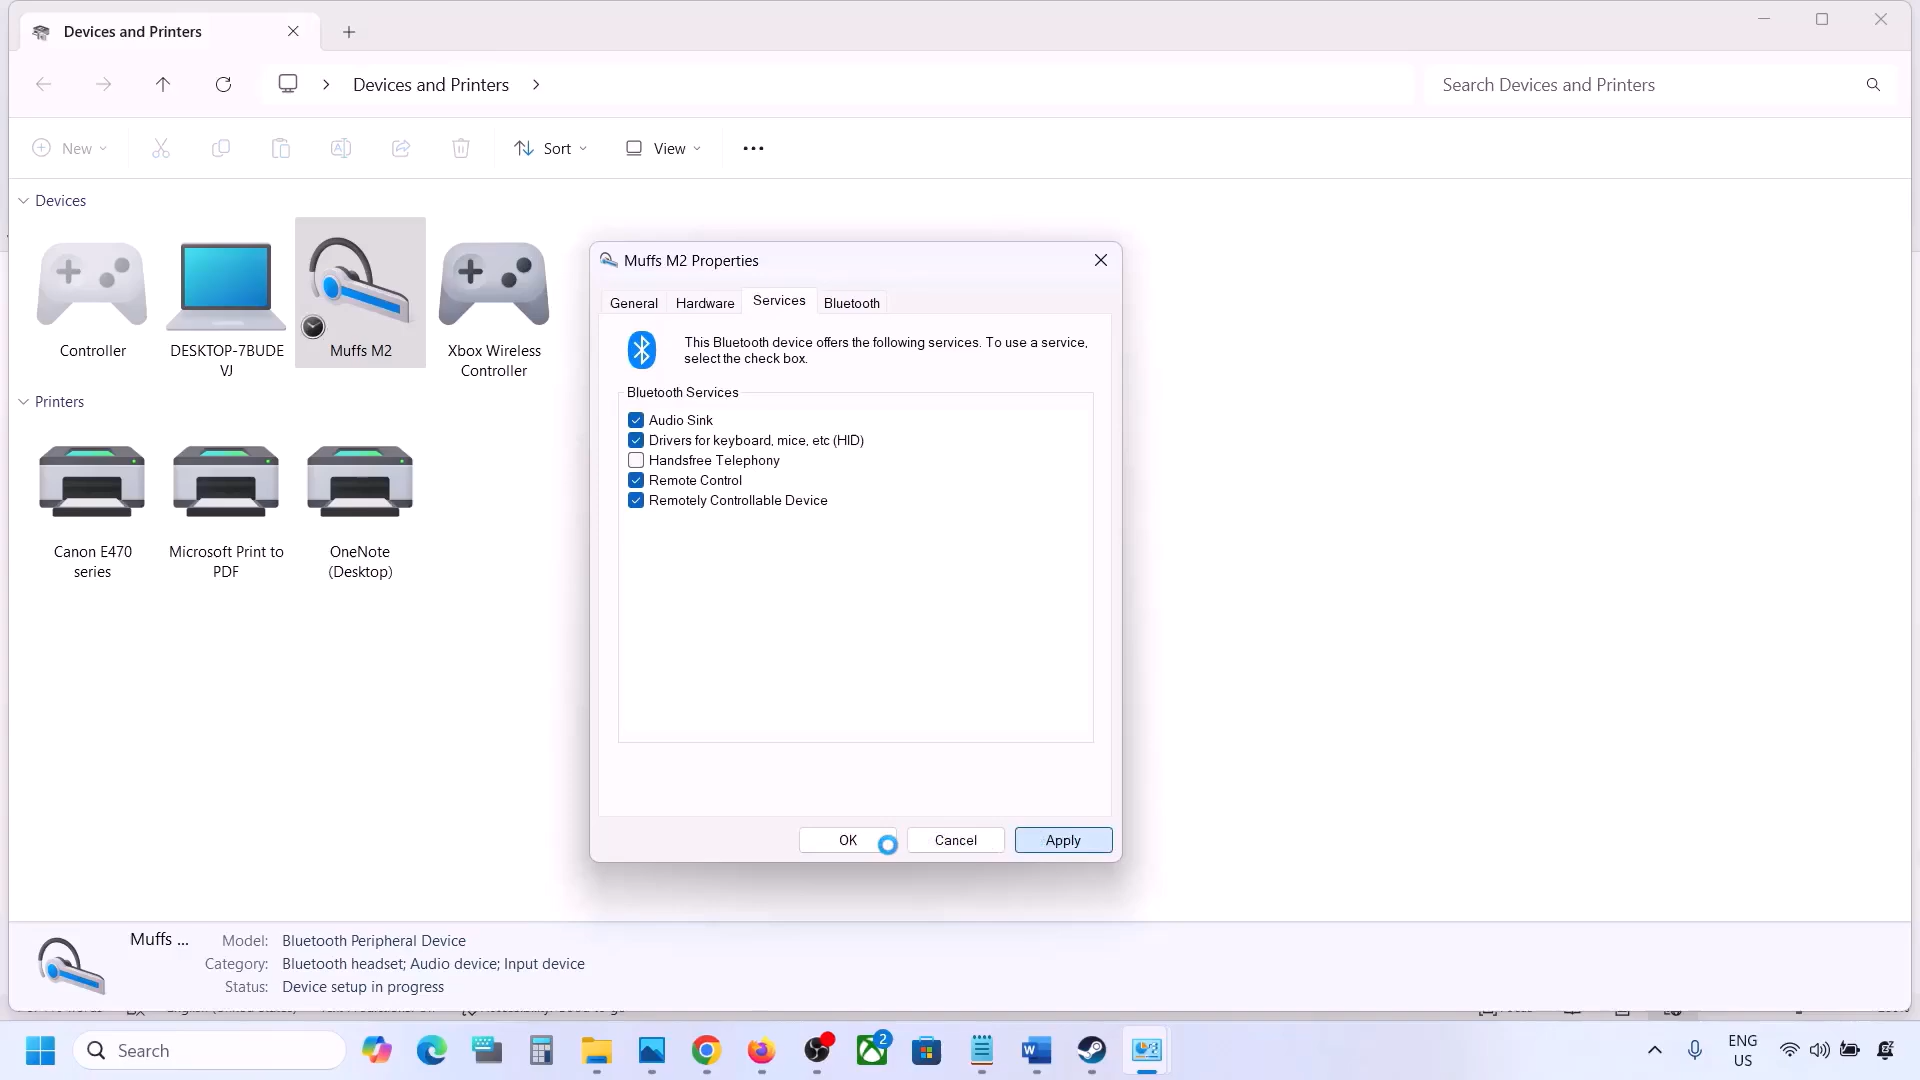 Devices and Printers
Devices and Printers
Search Devices and Printers
New
Sort
View
Devices
Controller
DESKTOP-7BUDE
VJ
Muffs M2
Xbox Wireless
Controller
Printers
Canon E470
series
Microsoft Print to
PDF
OneNote
(Desktop)
Muffs M2 Properties
General
Hardware
Services
Bluetooth
This Bluetooth device offers the following services. To use a service,
select the check box.
Bluetooth Services
Audio Sink
Drivers for keyboard, mice, etc (HID)
Handsfree Telephony
Remote Control
Remotely Controllable Device
OK
Cancel
Apply
Muffs ...
Model: Bluetooth Peripheral Device
Category: Bluetooth headset; Audio device; Input device
Status: Device setup in progress
Search
2
ENG
US